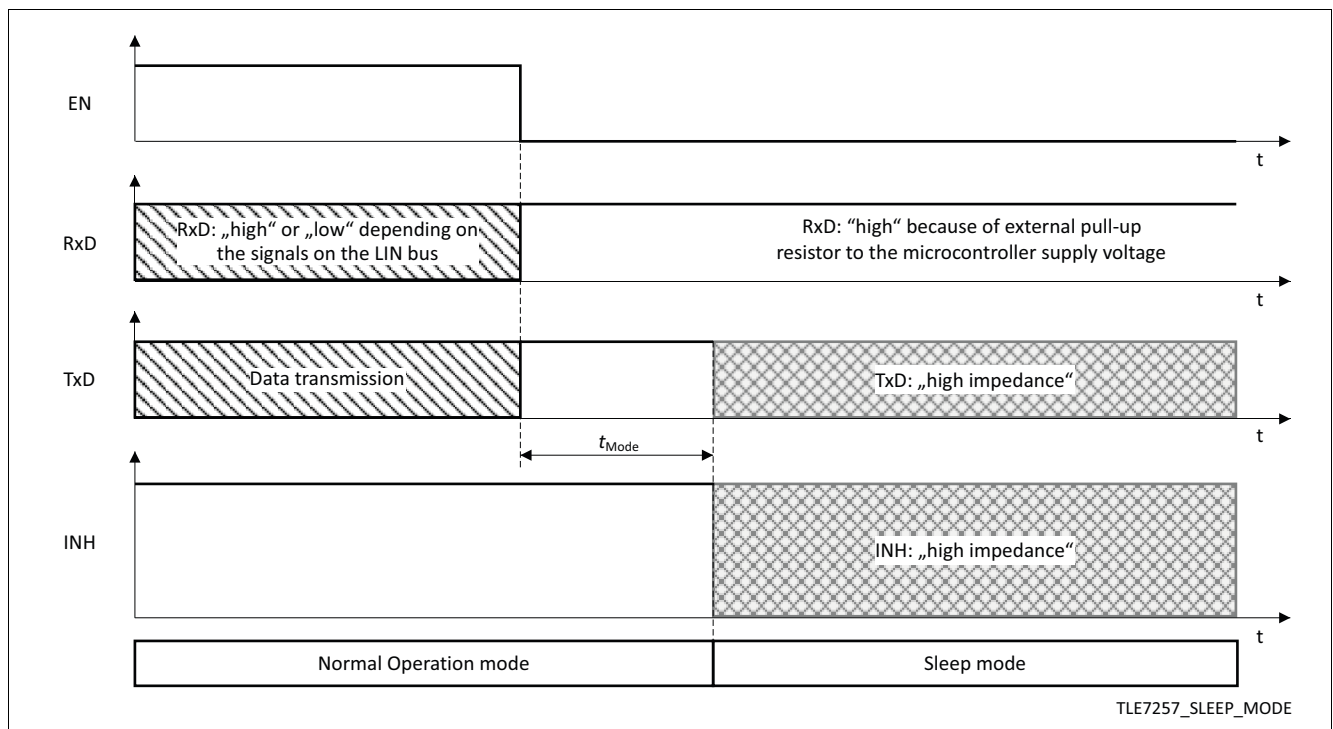 EN
t
RxD
RxD: „high“ or „low“ depending on
the signals on the LIN bus
RxD: “high” because of external pull-up
resistor to the microcontroller supply voltage
t
TxD
Data transmission
TxD: „high impedance“
t
tMode
INH
INH: „high impedance“
t
Normal Operation mode
Sleep mode
TLE7257_SLEEP_MODE